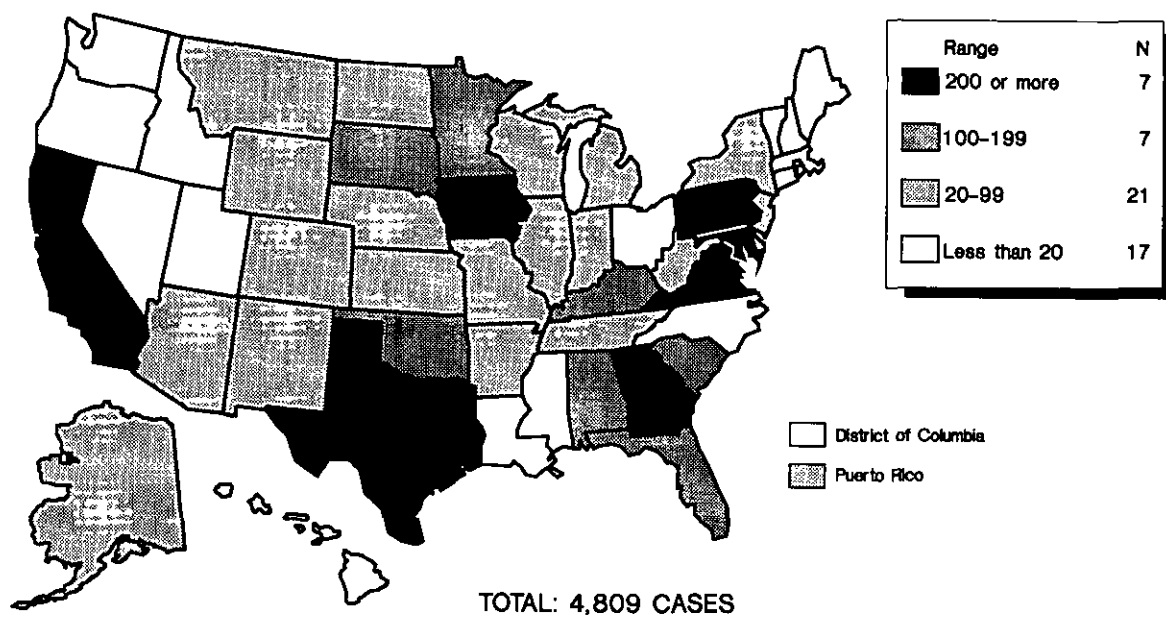 Range N
200 or more 7
100-199 7
20-99 21
Less than 20 17
District of Columbia
Puerto Rico
TOTAL: 4,809 CASES